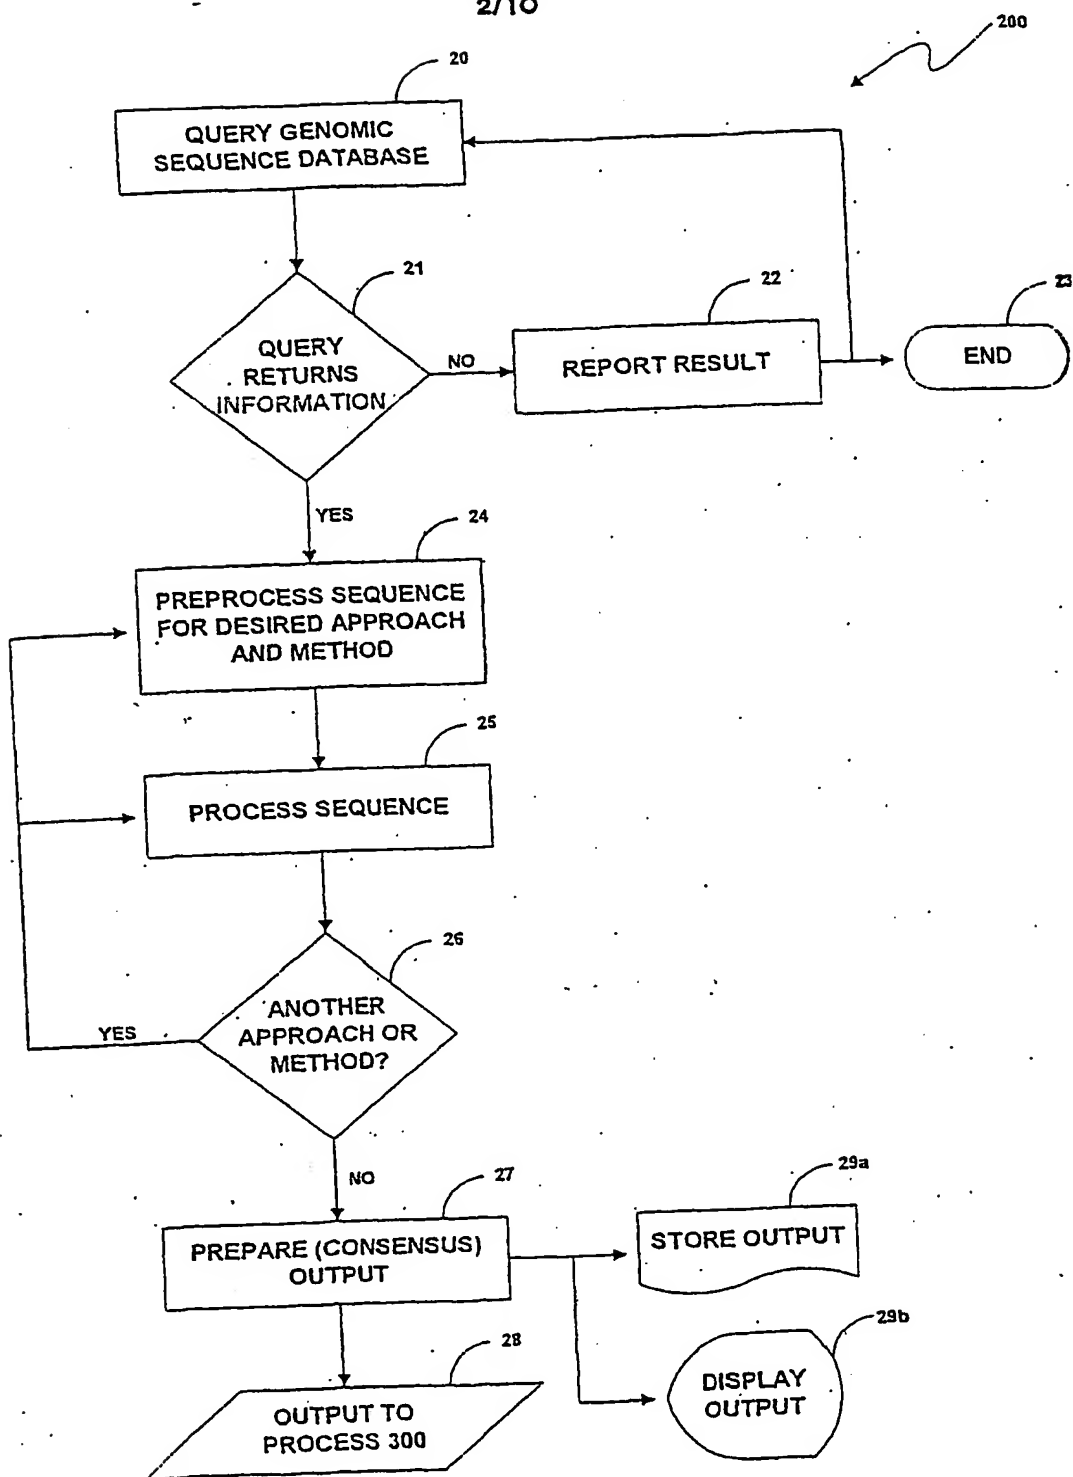 2/10
200
20
QUERY GENOMIC
SEQUENCE DATABASE
21
QUERY
RETURNS
INFORMATION
NO
22
REPORT RESULT
23
END
YES
24
PREPROCESS SEQUENCE
FOR DESIRED APPROACH
AND METHOD
25
PROCESS SEQUENCE
26
ANOTHER
APPROACH OR
METHOD?
YES
NO
27
PREPARE (CONSENSUS)
OUTPUT
29a
STORE OUTPUT
29b
DISPLAY
OUTPUT
28
OUTPUT TO
PROCESS 300